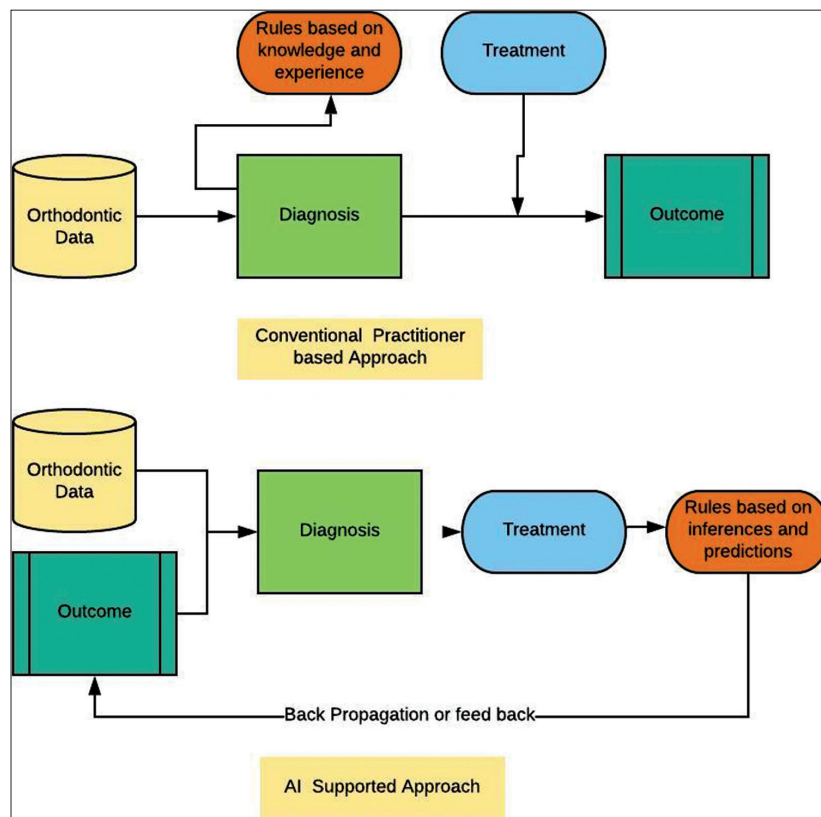 Rules based on
knowledge and
experience
Treatment
Orthodontic
Data
Diagnosis
Outcome
Conventional Practitioner
based Approach
Orthodontic
Data
Diagnosis
Treatment
Rules based on
inferences and
predictions
Outcome
Back Propagation or feed back
AI Supported Approach